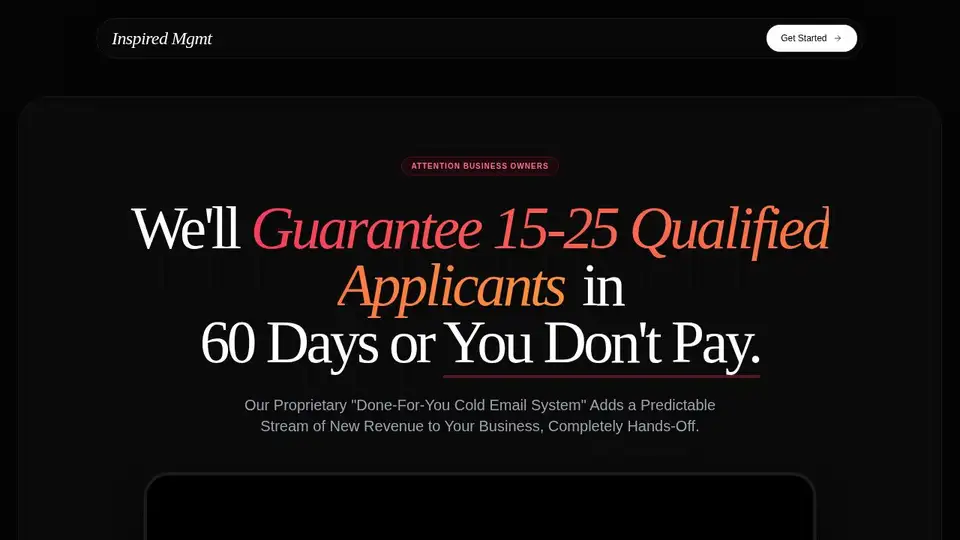 Inspired Mgmt
Get Started
ATTENTION BUSINESS OWNERS
We'll Guarantee 15-25 Qualified
Applicants in
60 Days or You Don't Pay.
Our Proprietary "Done-For-You Cold Email System" Adds a Predictable
Stream of New Revenue to Your Business, Completely Hands-Off.